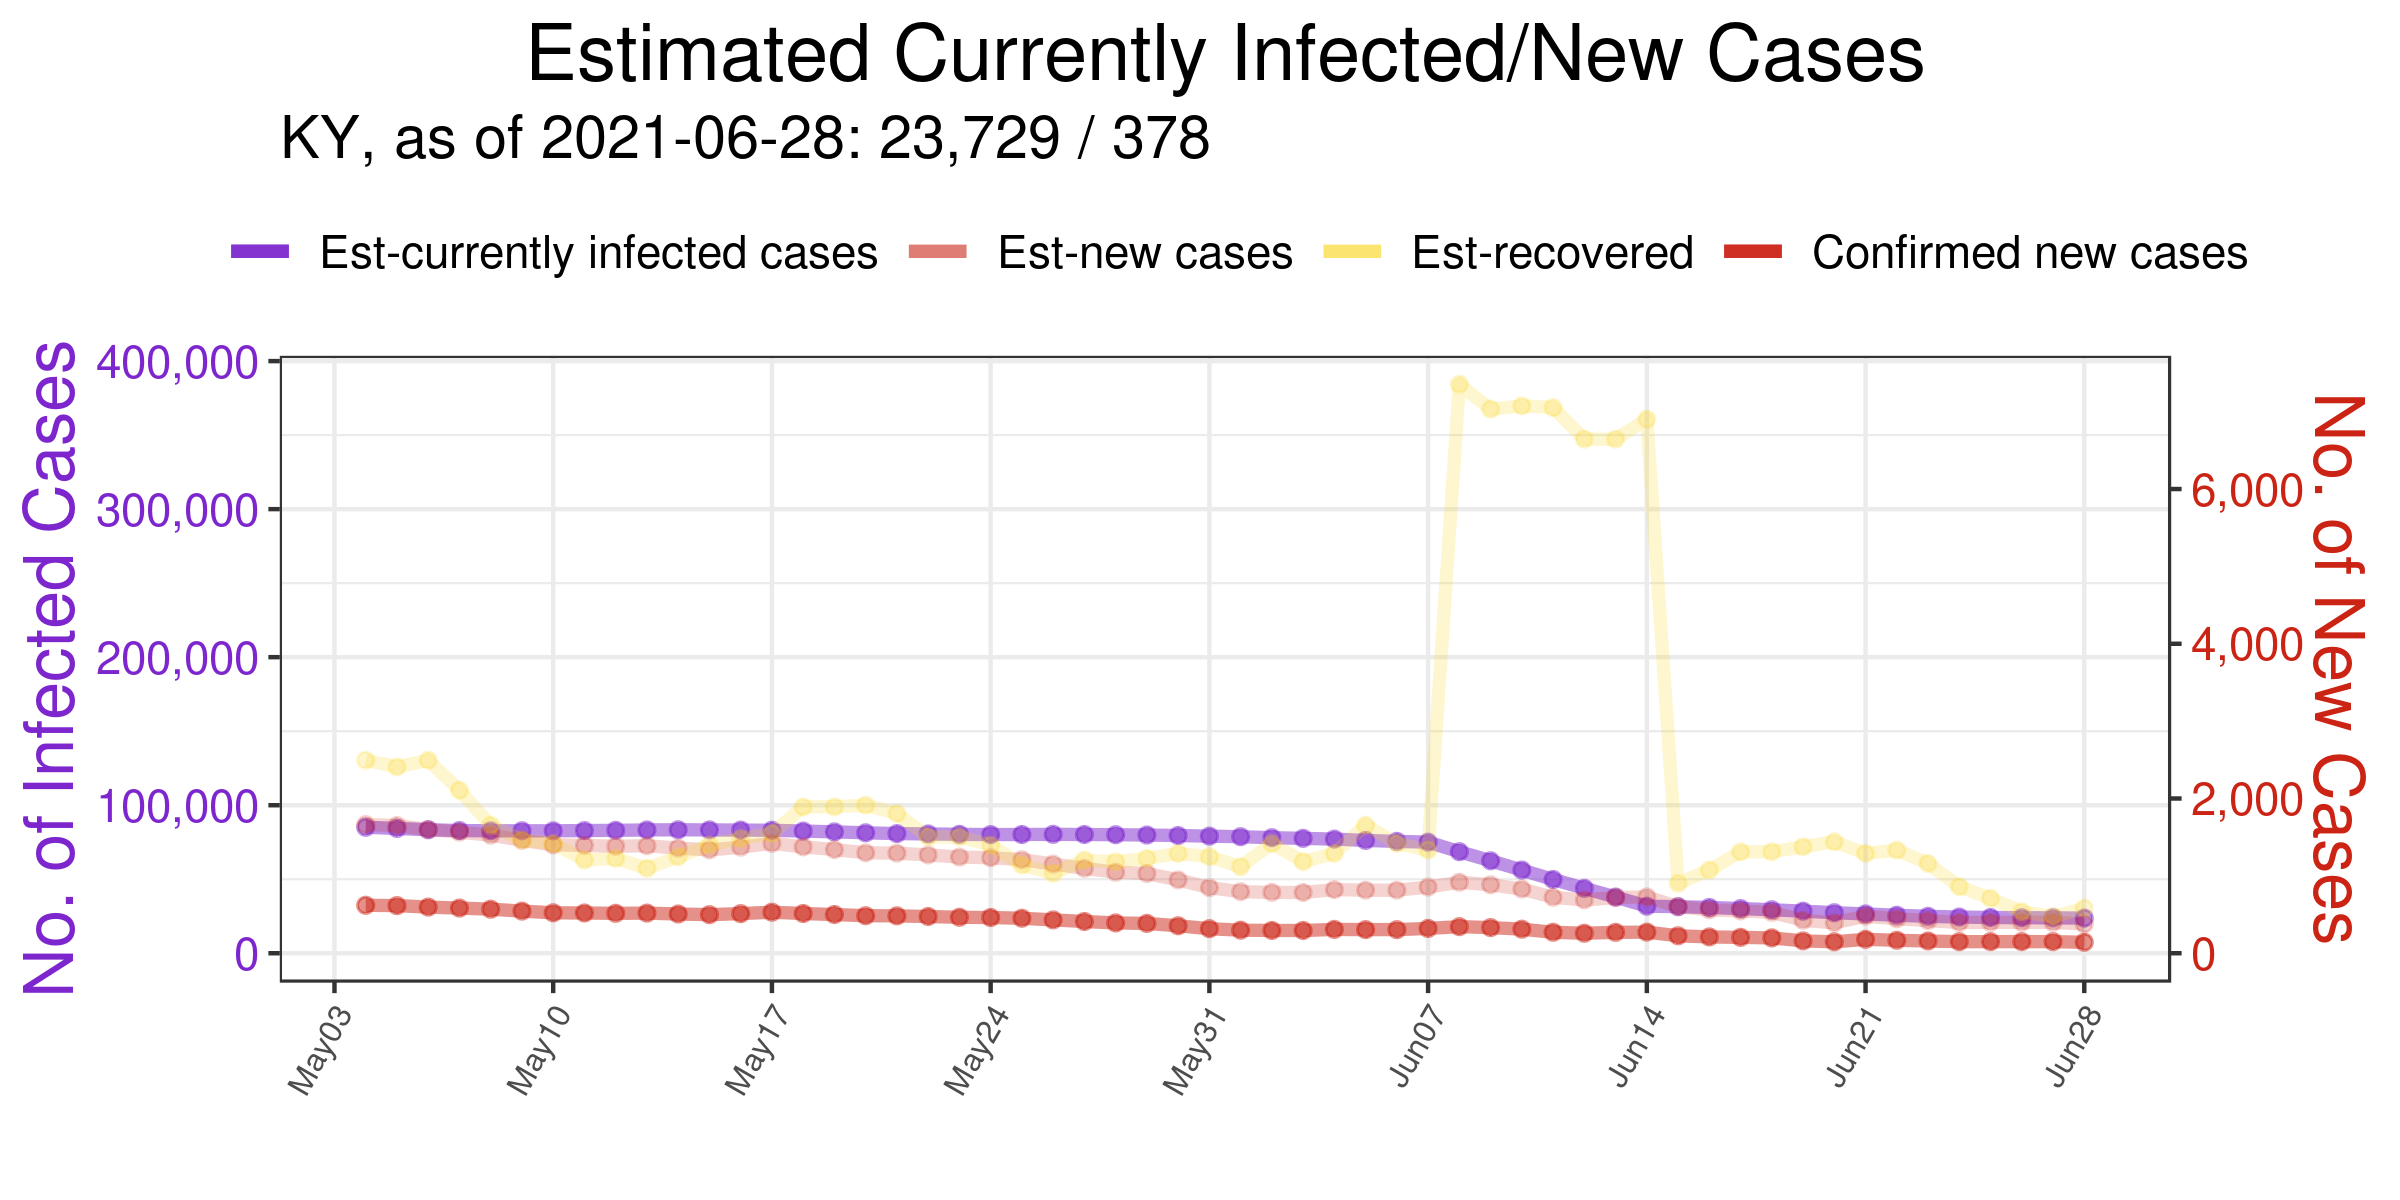 Estimated Currently Infected/New Cases
KY, as of 2021-06-28: 23,729 / 378
Est-currently infected cases Est-new cases Est-recovered Confirmed new cases
No. of Infected Cases
400,000
300,000
200,000
100,000
0
6,000
4,000
2,000
0
No. of New Cases
May03 May10 May17 May24 May31 Jun07 Jun14 Jun21 Jun28